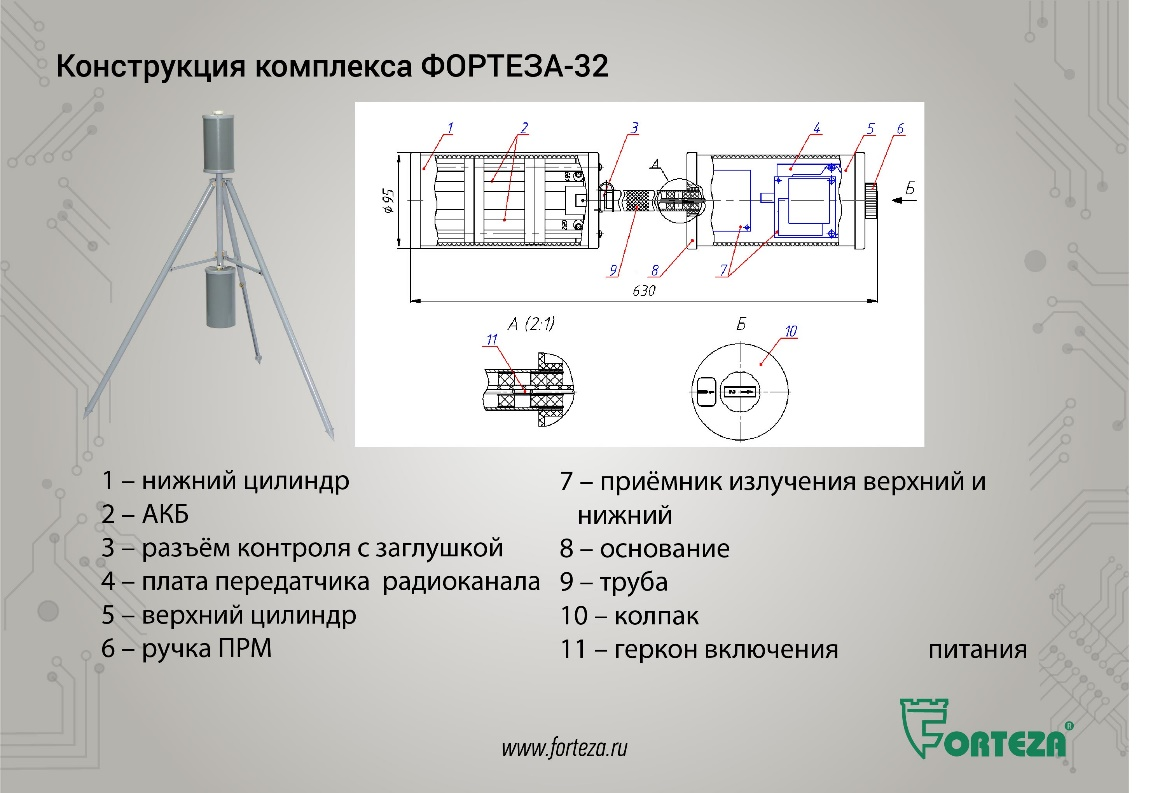 Конструкция комплекса ФОРТЕЗА-32
1 2 3 4 5 6
А
Б
ϕ95
9 8 7
630
А (2:1) Б
11 10
1 – нижний цилиндр
2 – АКБ
3 – разъём контроля с заглушкой
4 – плата передатчика радиоканала
5 – верхний цилиндр
6 – ручка ПРМ
7 – приёмник излучения верхний и
нижний
8 – основание
9 – труба
10 – колпак
11 – геркон включения питания
www.forteza.ru
FORTEZA®